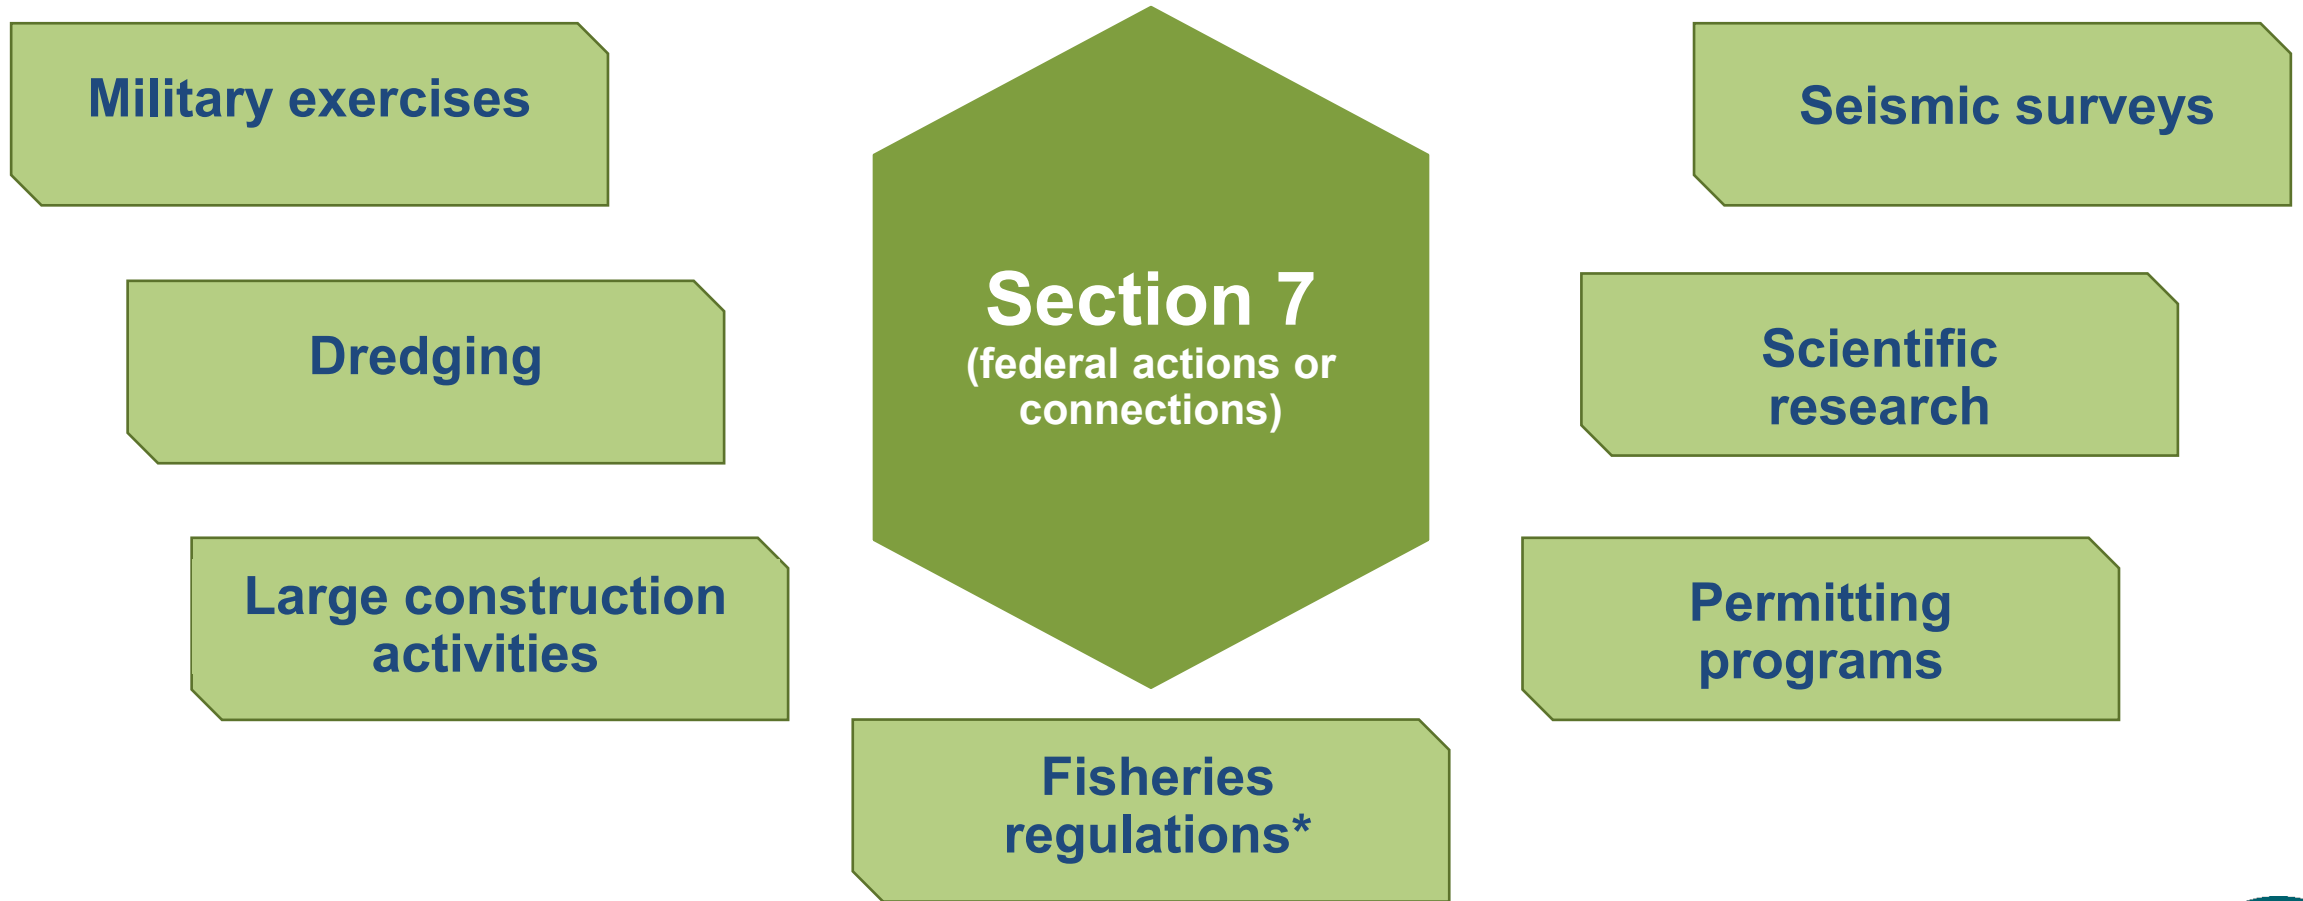 Military exercises
Dredging
Large construction
activities
Section 7
(federal actions or
connections)
Fisheries
regulations*
Seismic surveys
Scientific
research
Permitting
programs